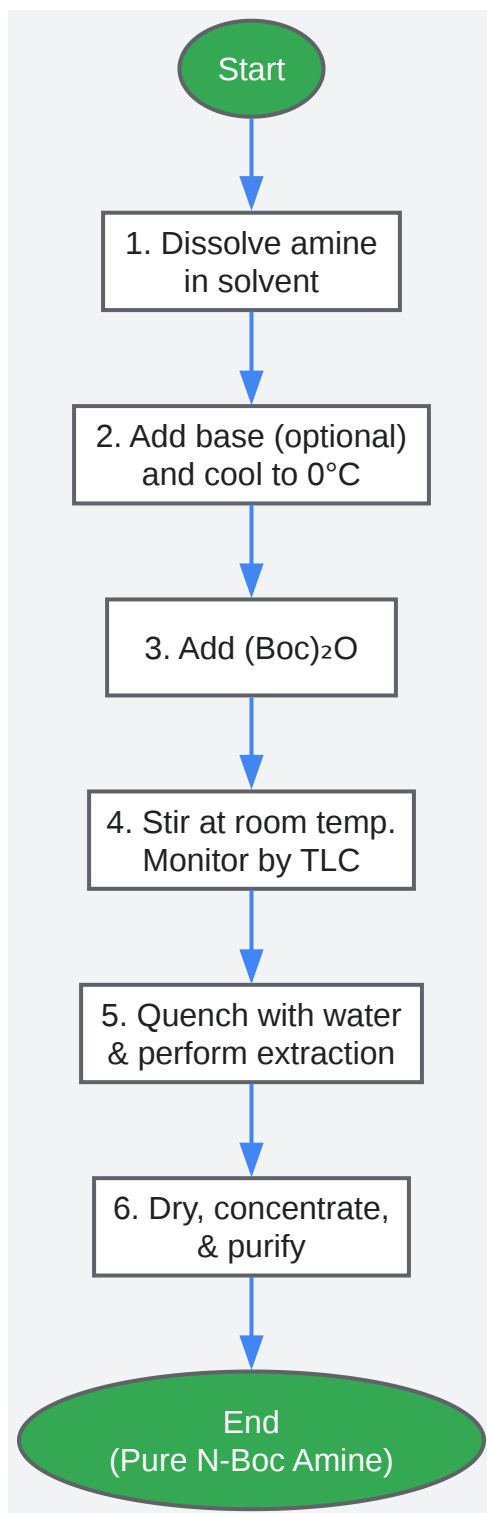 Start
1. Dissolve amine
in solvent
2. Add base (optional)
and cool to 0°C
3. Add (Boc)₂O
4. Stir at room temp.
Monitor by TLC
5. Quench with water
& perform extraction
6. Dry, concentrate,
& purify
End
(Pure N-Boc Amine)